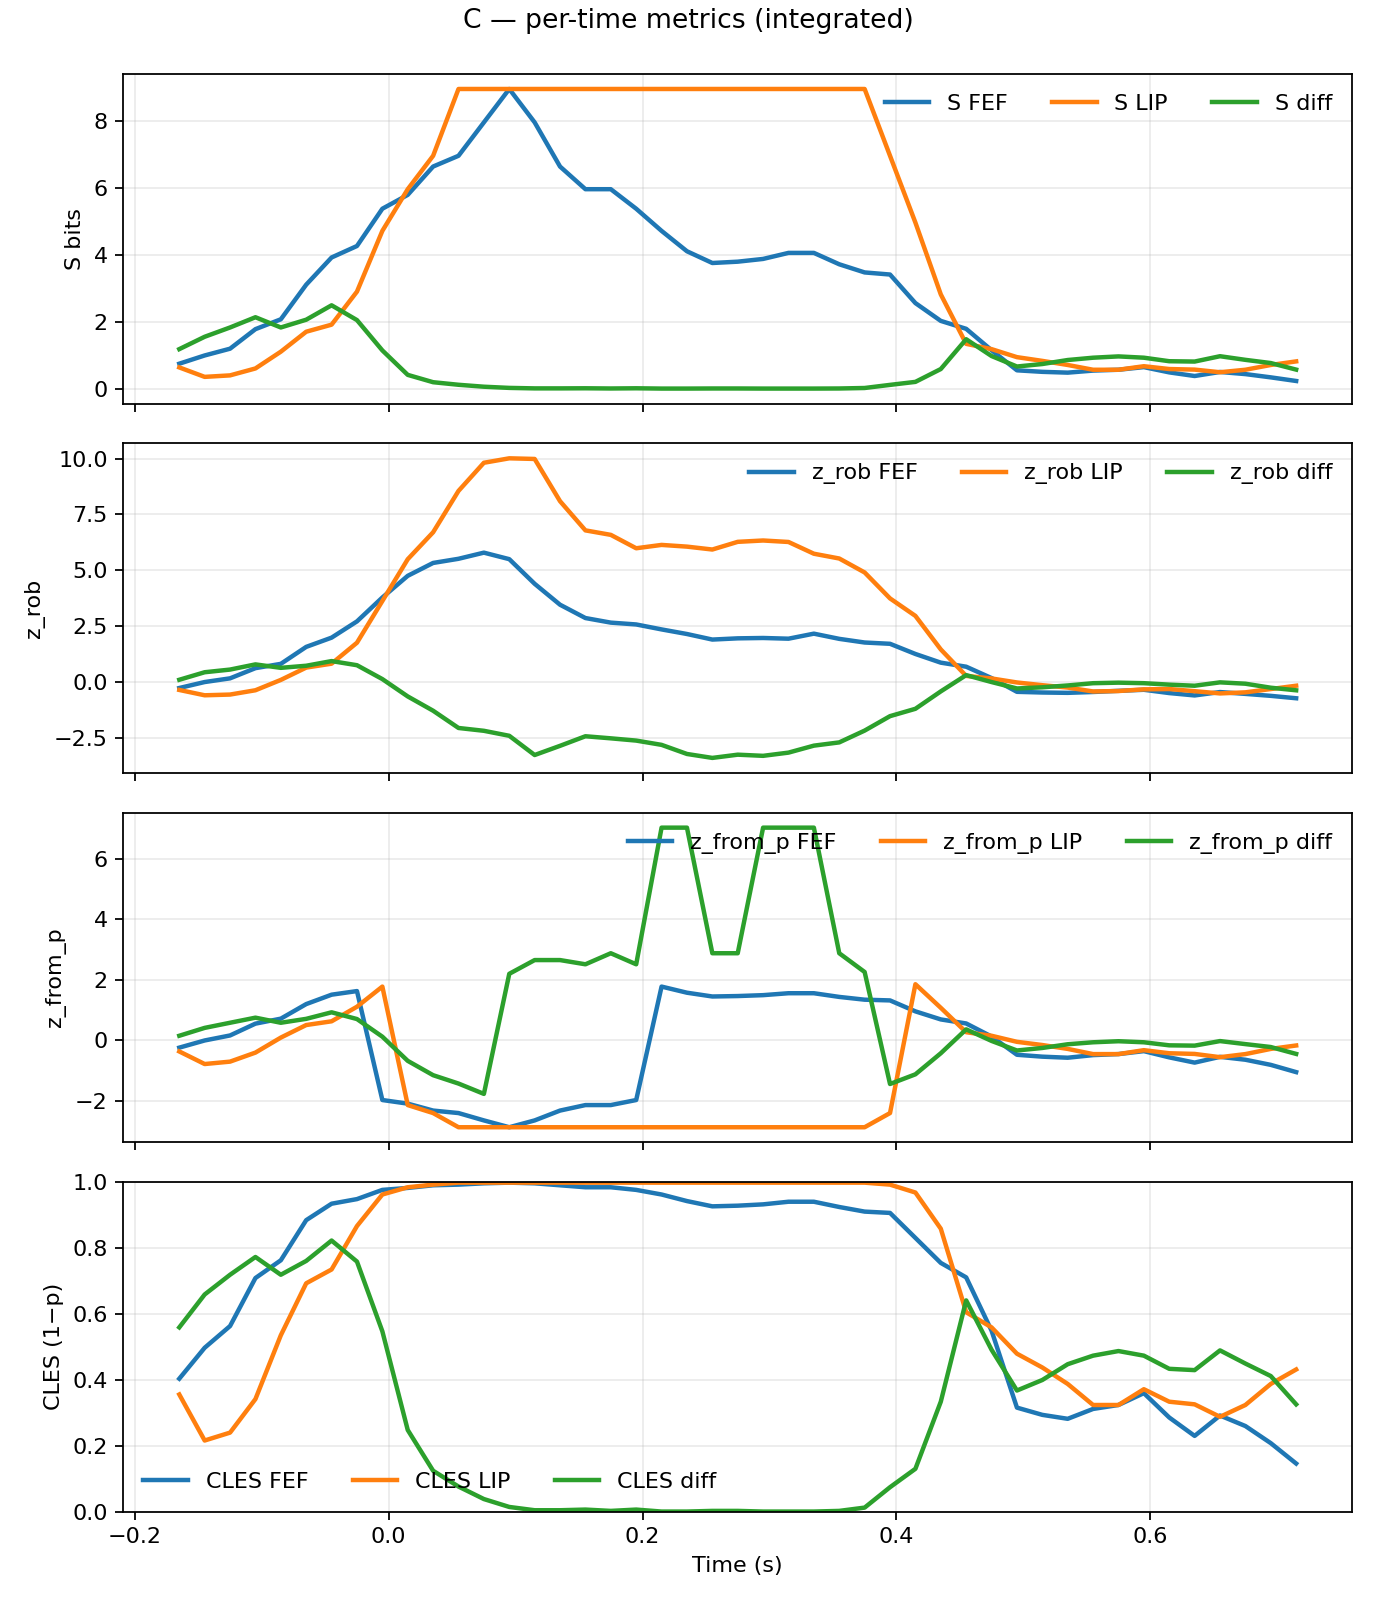 C — per-time metrics (integrated)
S FEF S LIP S diff
8
6
4
2
0
S bits
z_rob FEF z_rob LIP z_rob diff
10.0
7.5
5.0
2.5
0.0
−2.5
z_rob
z_from_p FEF z_from_p LIP z_from_p diff
6
4
2
0
−2
z_from_p
1.0
0.8
0.6
0.4
0.2
0.0
CLES (1−p)
CLES FEF CLES LIP CLES diff
−0.2 0.0 0.2 0.4 0.6
Time (s)